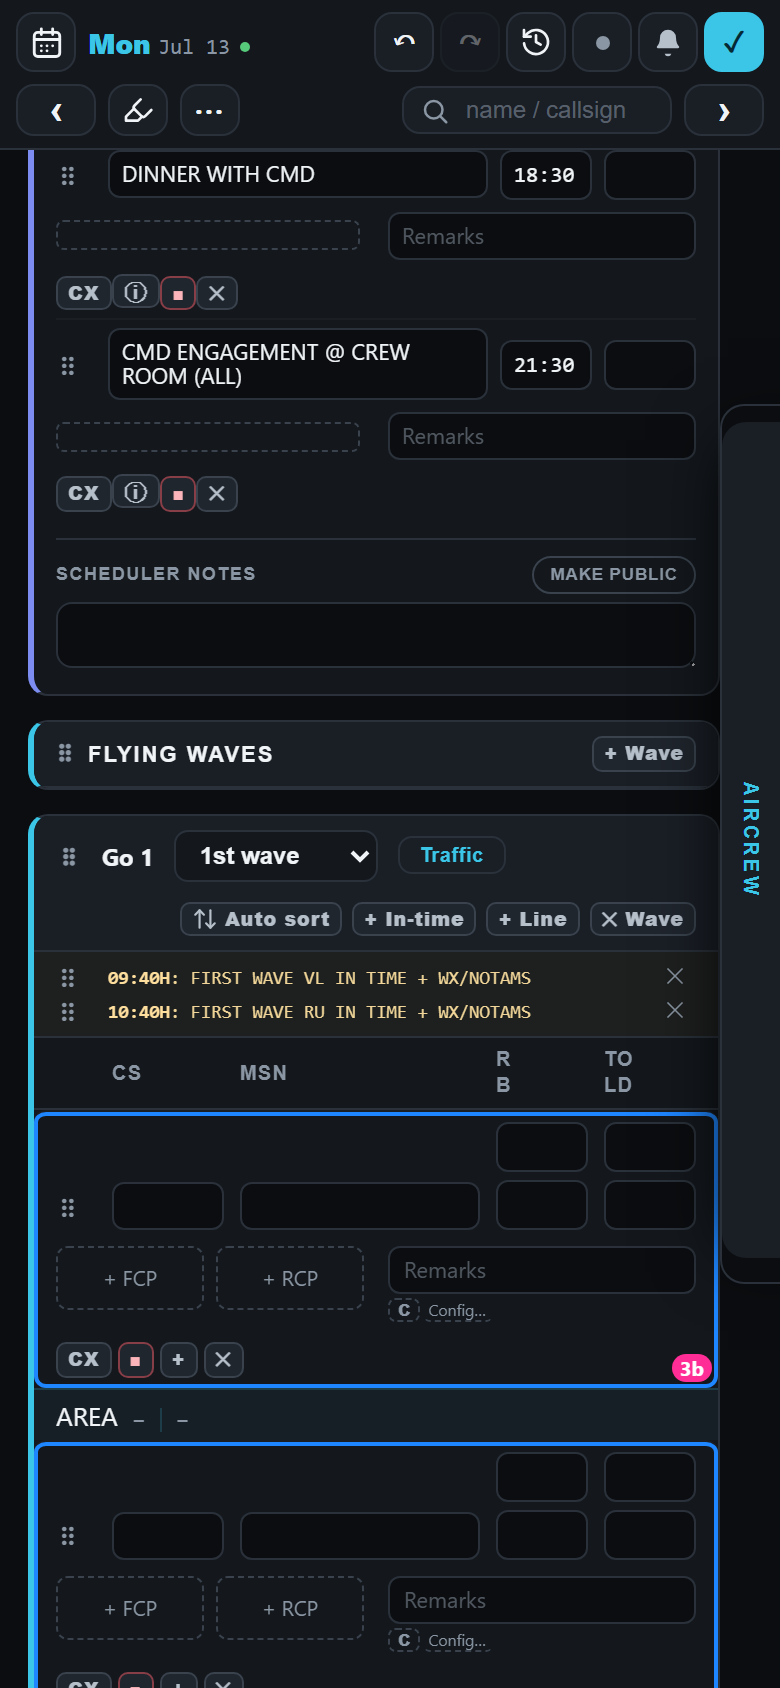 Mon Jul 13
name / callsign
DINNER WITH CMD 18:30
Remarks
CX
CMD ENGAGEMENT @ CREW ROOM (ALL) 21:30
Remarks
CX
SCHEDULER NOTES MAKE PUBLIC
FLYING WAVES + Wave
Go 1 1st wave Traffic
Auto sort + In-time + Line X Wave
09:40H: FIRST WAVE VL IN TIME + WX/NOTAMS
10:40H: FIRST WAVE RU IN TIME + WX/NOTAMS
CS MSN R B TO LD
+ FCP + RCP Remarks
C Config...
CX +
3b
AREA – | –
+ FCP + RCP Remarks
C Config...
CX +
AIRCREW